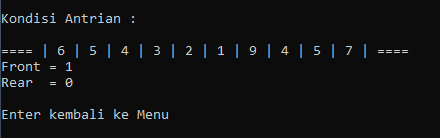 Kondisi Antrian :
==== | 6 | 5 | 4 | 3 | 2 | 1 | 9 | 4 | 5 | 7 | ====
Front = 1
Rear  = 0
Enter kembali ke Menu